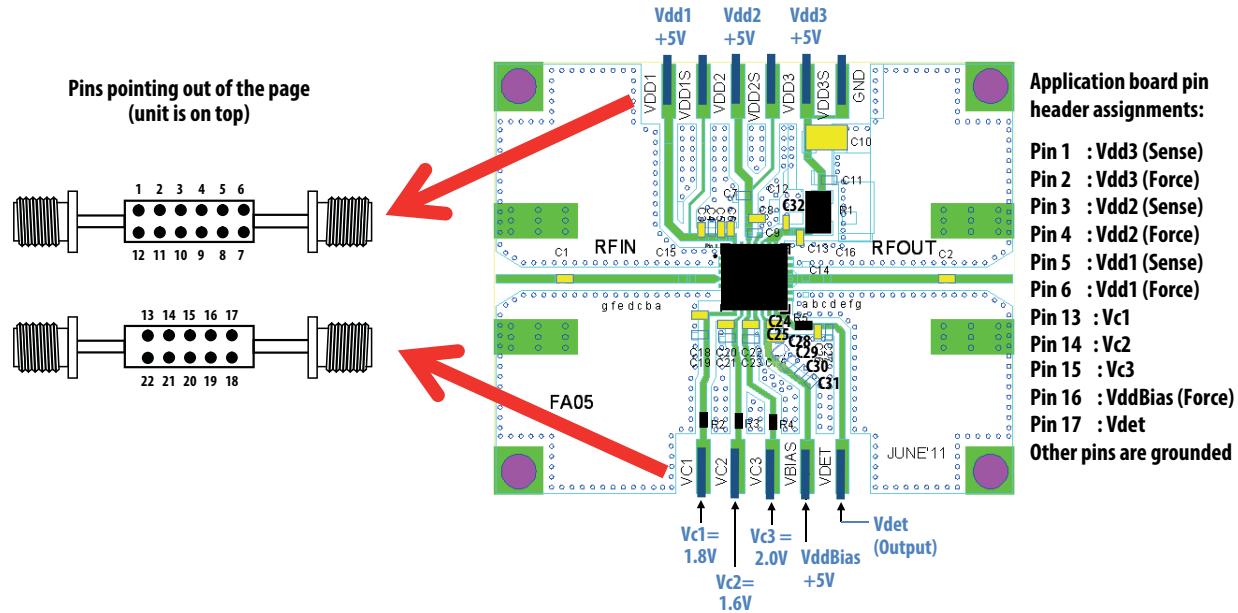 Vdd1
+5V
Vdd2
+5V
Vdd3
+5V
Pins pointing out of the page
(unit is on top)
1 2 3 4 5 6
12 11 10 9 8 7
13 14 15 16 17
22 21 20 19 18
VDD1
VDD1S
VDD2
VDD2S
VDD3
VDD3S
GND
C10
C11
C12
C7
C32
R1
C8
C9
RFIN
RFOUT
C1
C15
C13
C16
C2
C14
gfedcba
abcdefg
C24
C25
C28
C29
C30
C31
C18
C20
C22
C19
C21
C23
FA05
R2
R3
R4
VC1
VC2
VC3
VBIAS
VDET
JUNE'11
Vc1=
1.8V
Vc2=
1.6V
Vc3 =
2.0V
VddBias
+5V
Vdet
(Output)
Application board pin
header assignments:
Pin 1 : Vdd3 (Sense)
Pin 2 : Vdd3 (Force)
Pin 3 : Vdd2 (Sense)
Pin 4 : Vdd2 (Force)
Pin 5 : Vdd1 (Sense)
Pin 6 : Vdd1 (Force)
Pin 13 : Vc1
Pin 14 : Vc2
Pin 15 : Vc3
Pin 16 : VddBias (Force)
Pin 17 : Vdet
Other pins are grounded